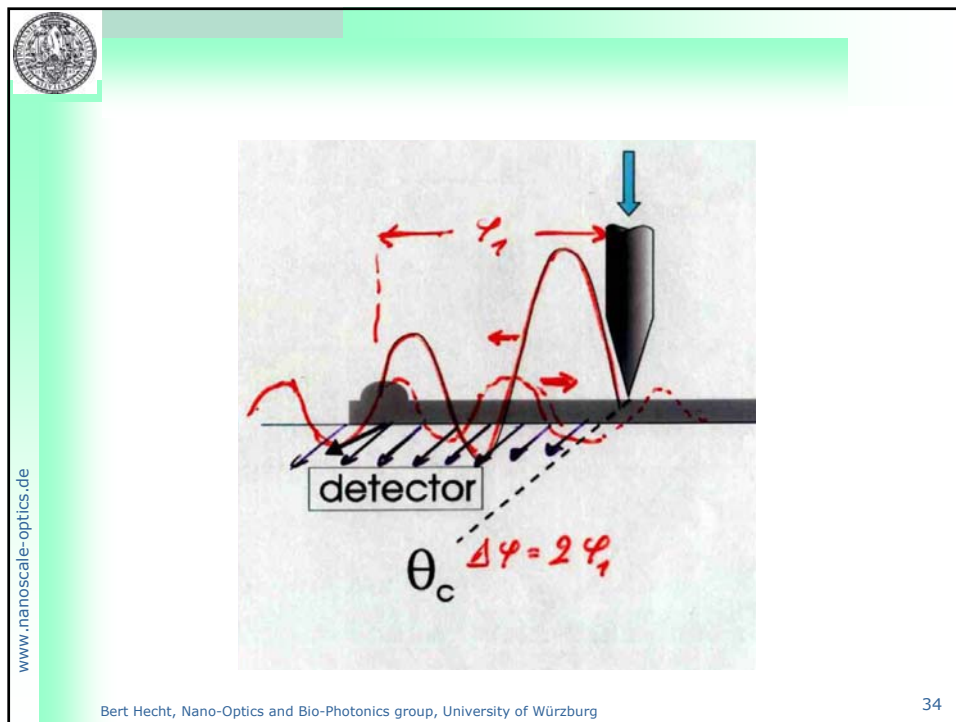 φ₁
detector
θc
Δφ = 2φ₁
www.nanoscale-optics.de
Bert Hecht, Nano-Optics and Bio-Photonics group, University of Würzburg
34